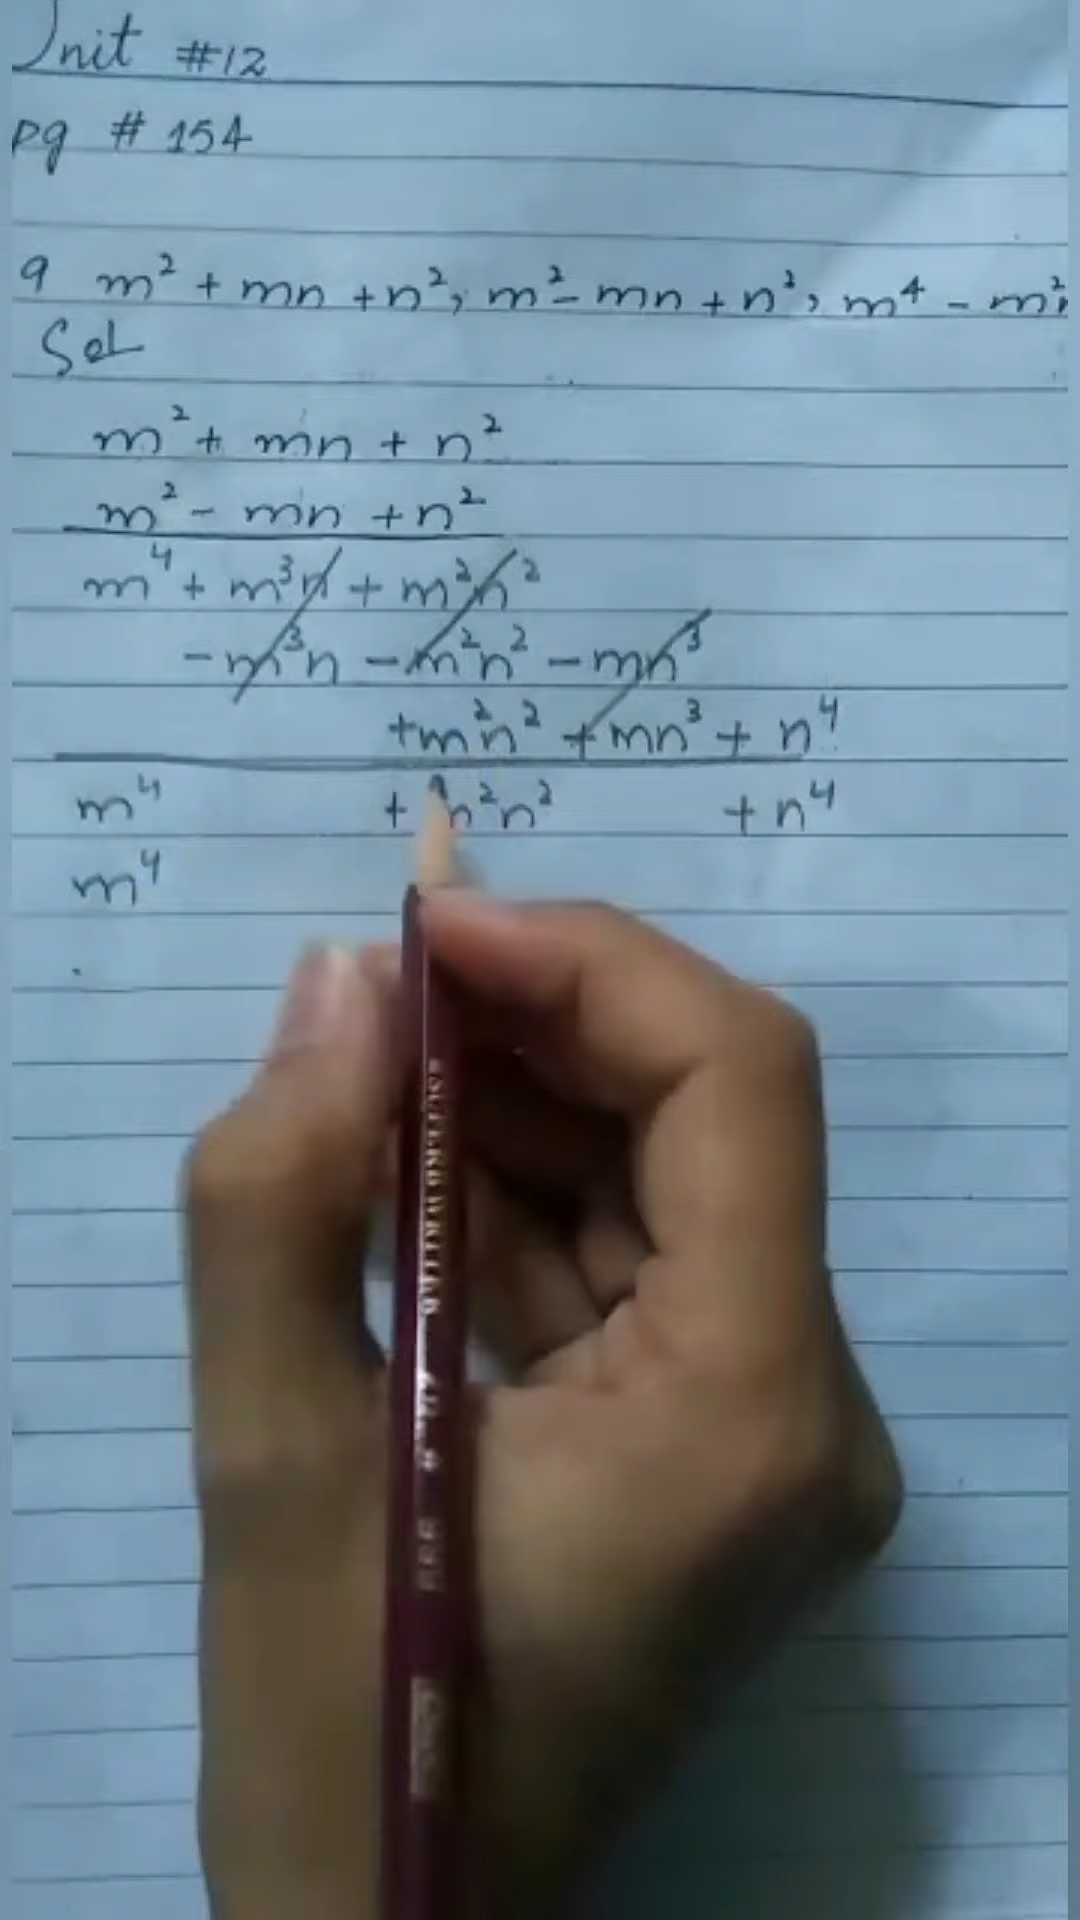 Unit #12
pg # 154
9 m² + mn + n², m² - mn + n², m⁴ - m²
Sol
m² + mn + n²
m² - mn + n²
m⁴ + m³n + m²n²
- m³n - m²n² - mn³
+ m²n² + mn³ + n⁴
m⁴ + m²n² + n⁴
m⁴